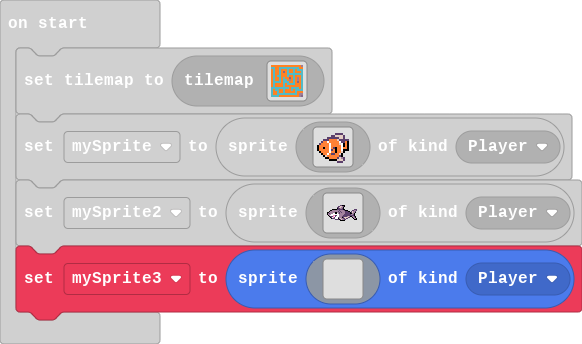 on start
set tilemap to tilemap
set mySprite to sprite of kind Player
set mySprite2 to sprite of kind Player
set mySprite3 to sprite of kind Player